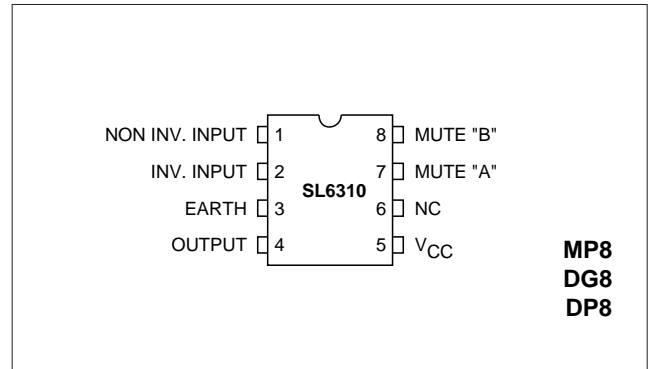 NON INV. INPUT 1 8 MUTE "B"
INV. INPUT 2 7 MUTE "A"
SL6310
EARTH 3 6 NC
OUTPUT 4 5 VCC
MP8
DG8
DP8